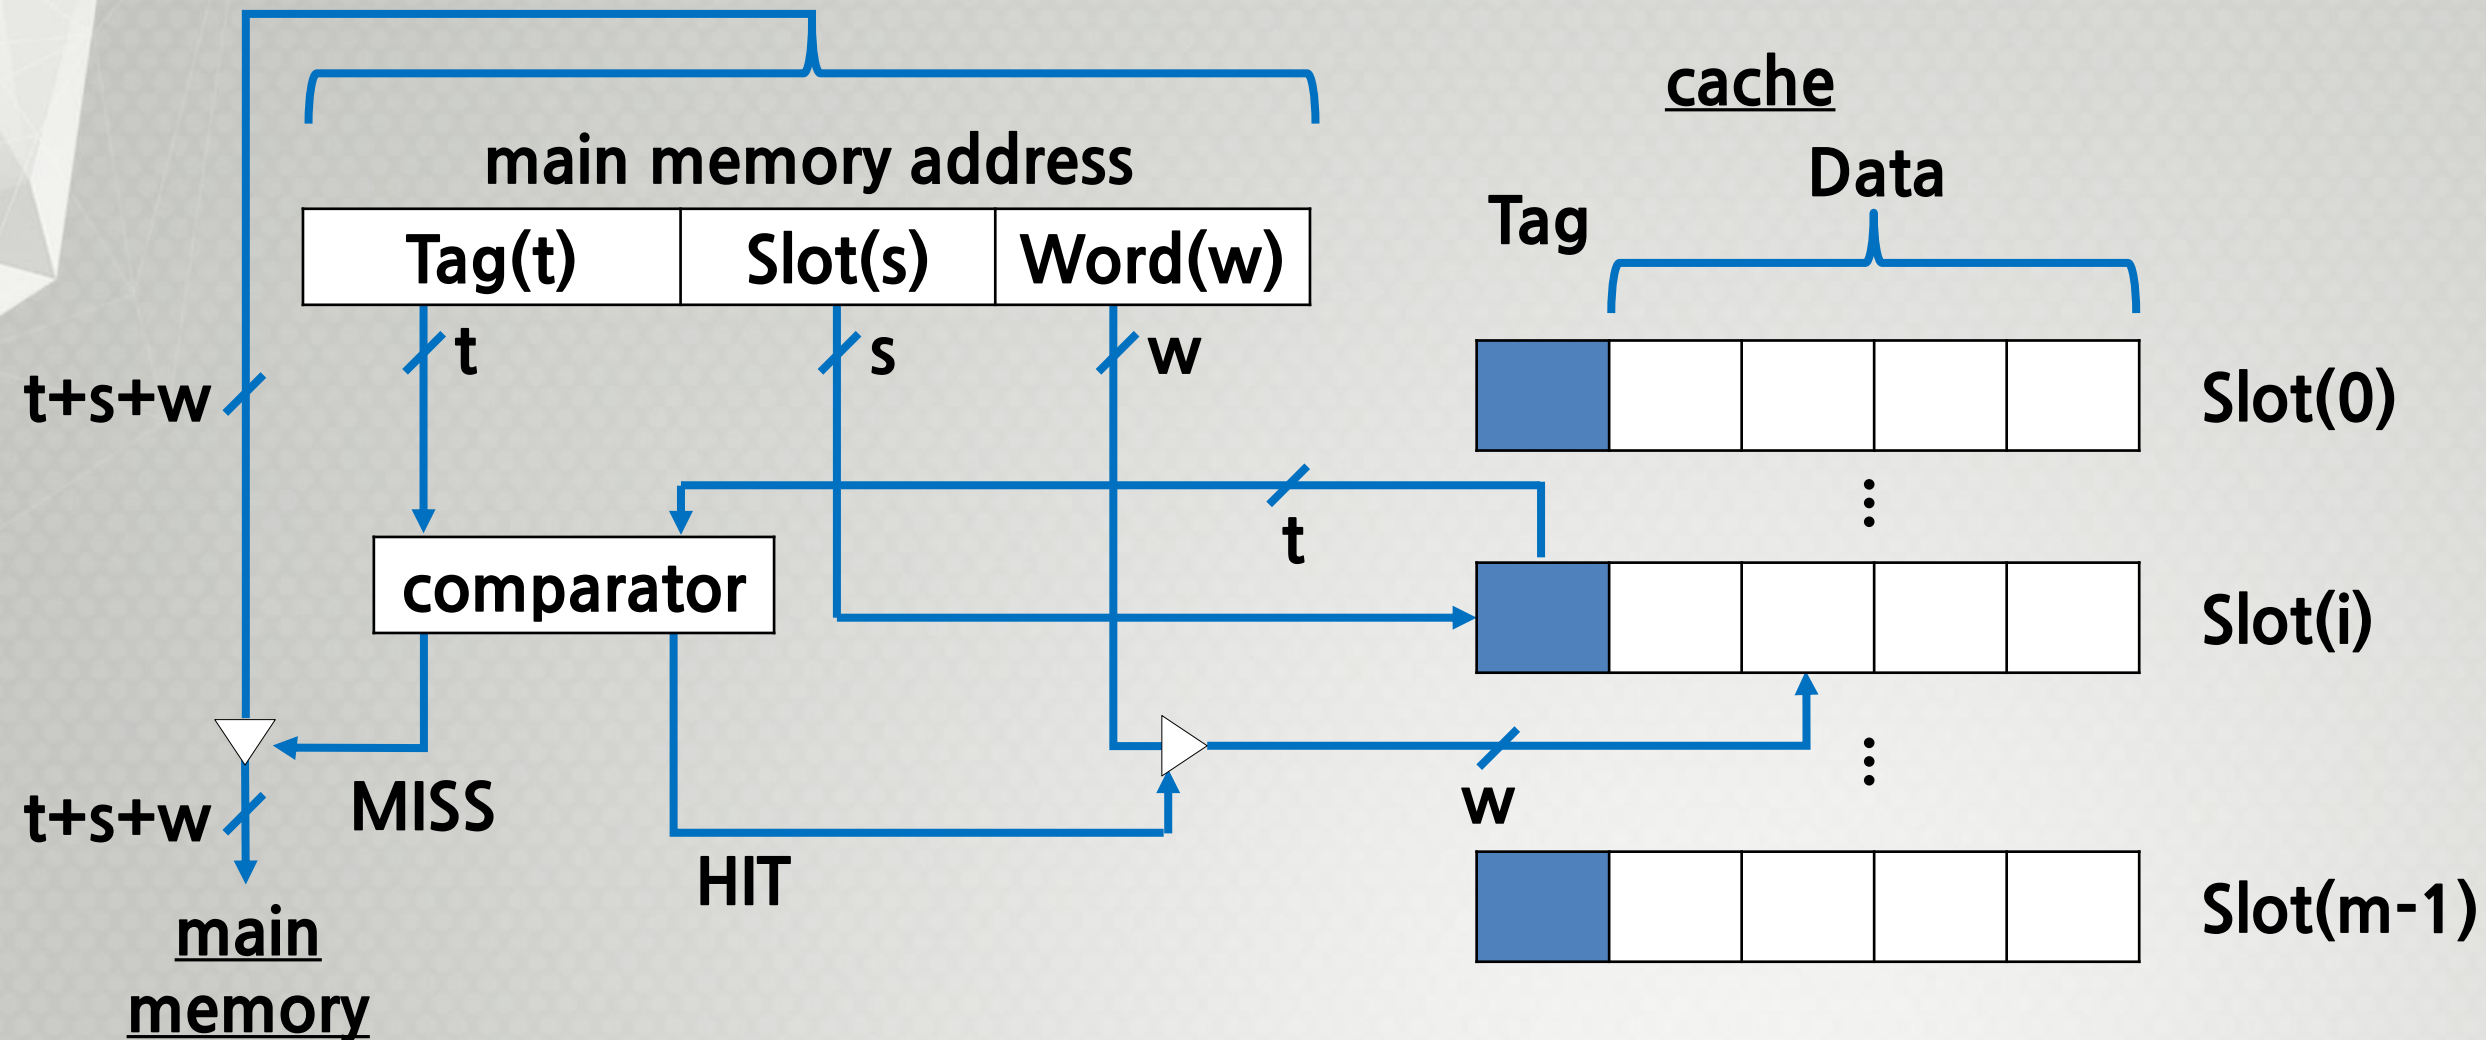 cache
main memory address
Data
Tag
Tag(t)
Slot(s)
Word(w)
t
s
w
t+s+w
Slot(0)
t
comparator
Slot(i)
MISS
w
t+s+w
HIT
Slot(m-1)
main
memory